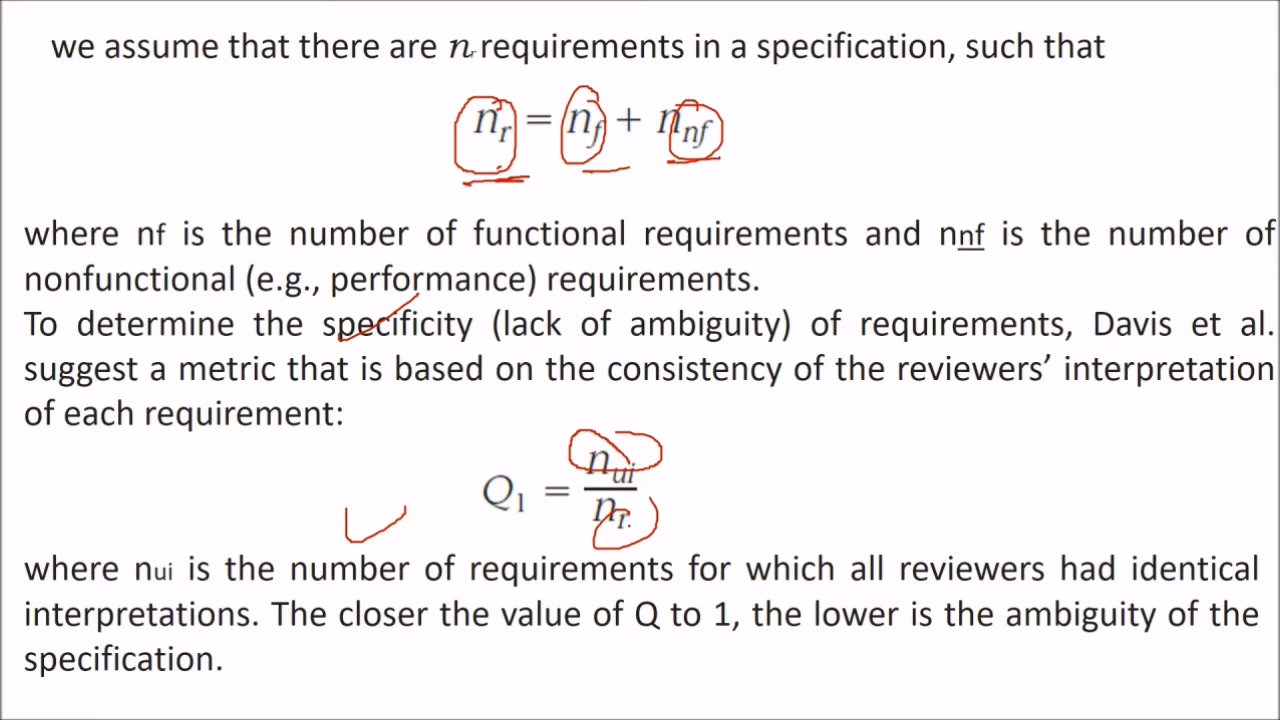 we assume that there are nr requirements in a specification, such that
nr = nf + nnf
where nf is the number of functional requirements and nnf is the number of
nonfunctional (e.g., performance) requirements.
To determine the specificity (lack of ambiguity) of requirements, Davis et al.
suggest a metric that is based on the consistency of the reviewers’ interpretation
of each requirement:
Q1 = nui / nr.
where nui is the number of requirements for which all reviewers had identical
interpretations. The closer the value of Q to 1, the lower is the ambiguity of the
specification.